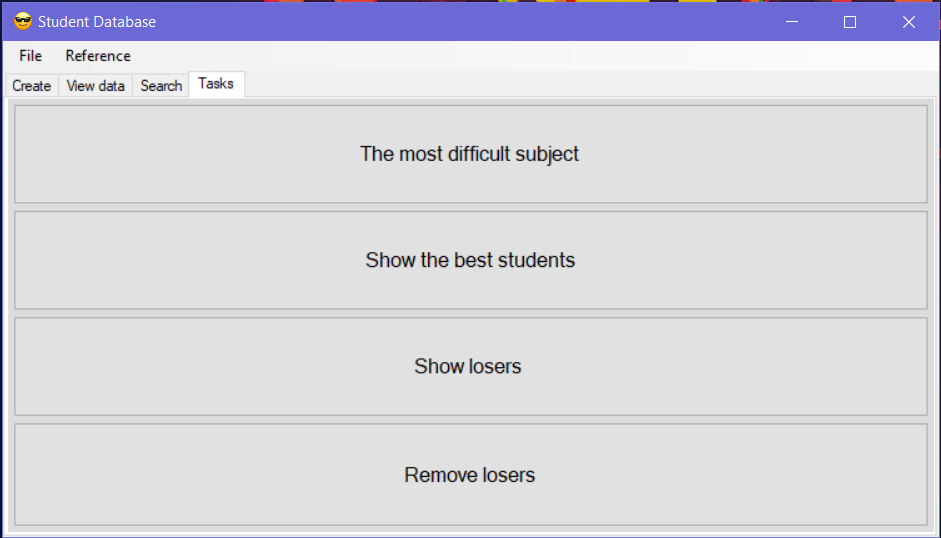 Student Database
File Reference
Create View data Search Tasks
The most difficult subject
Show the best students
Show losers
Remove losers